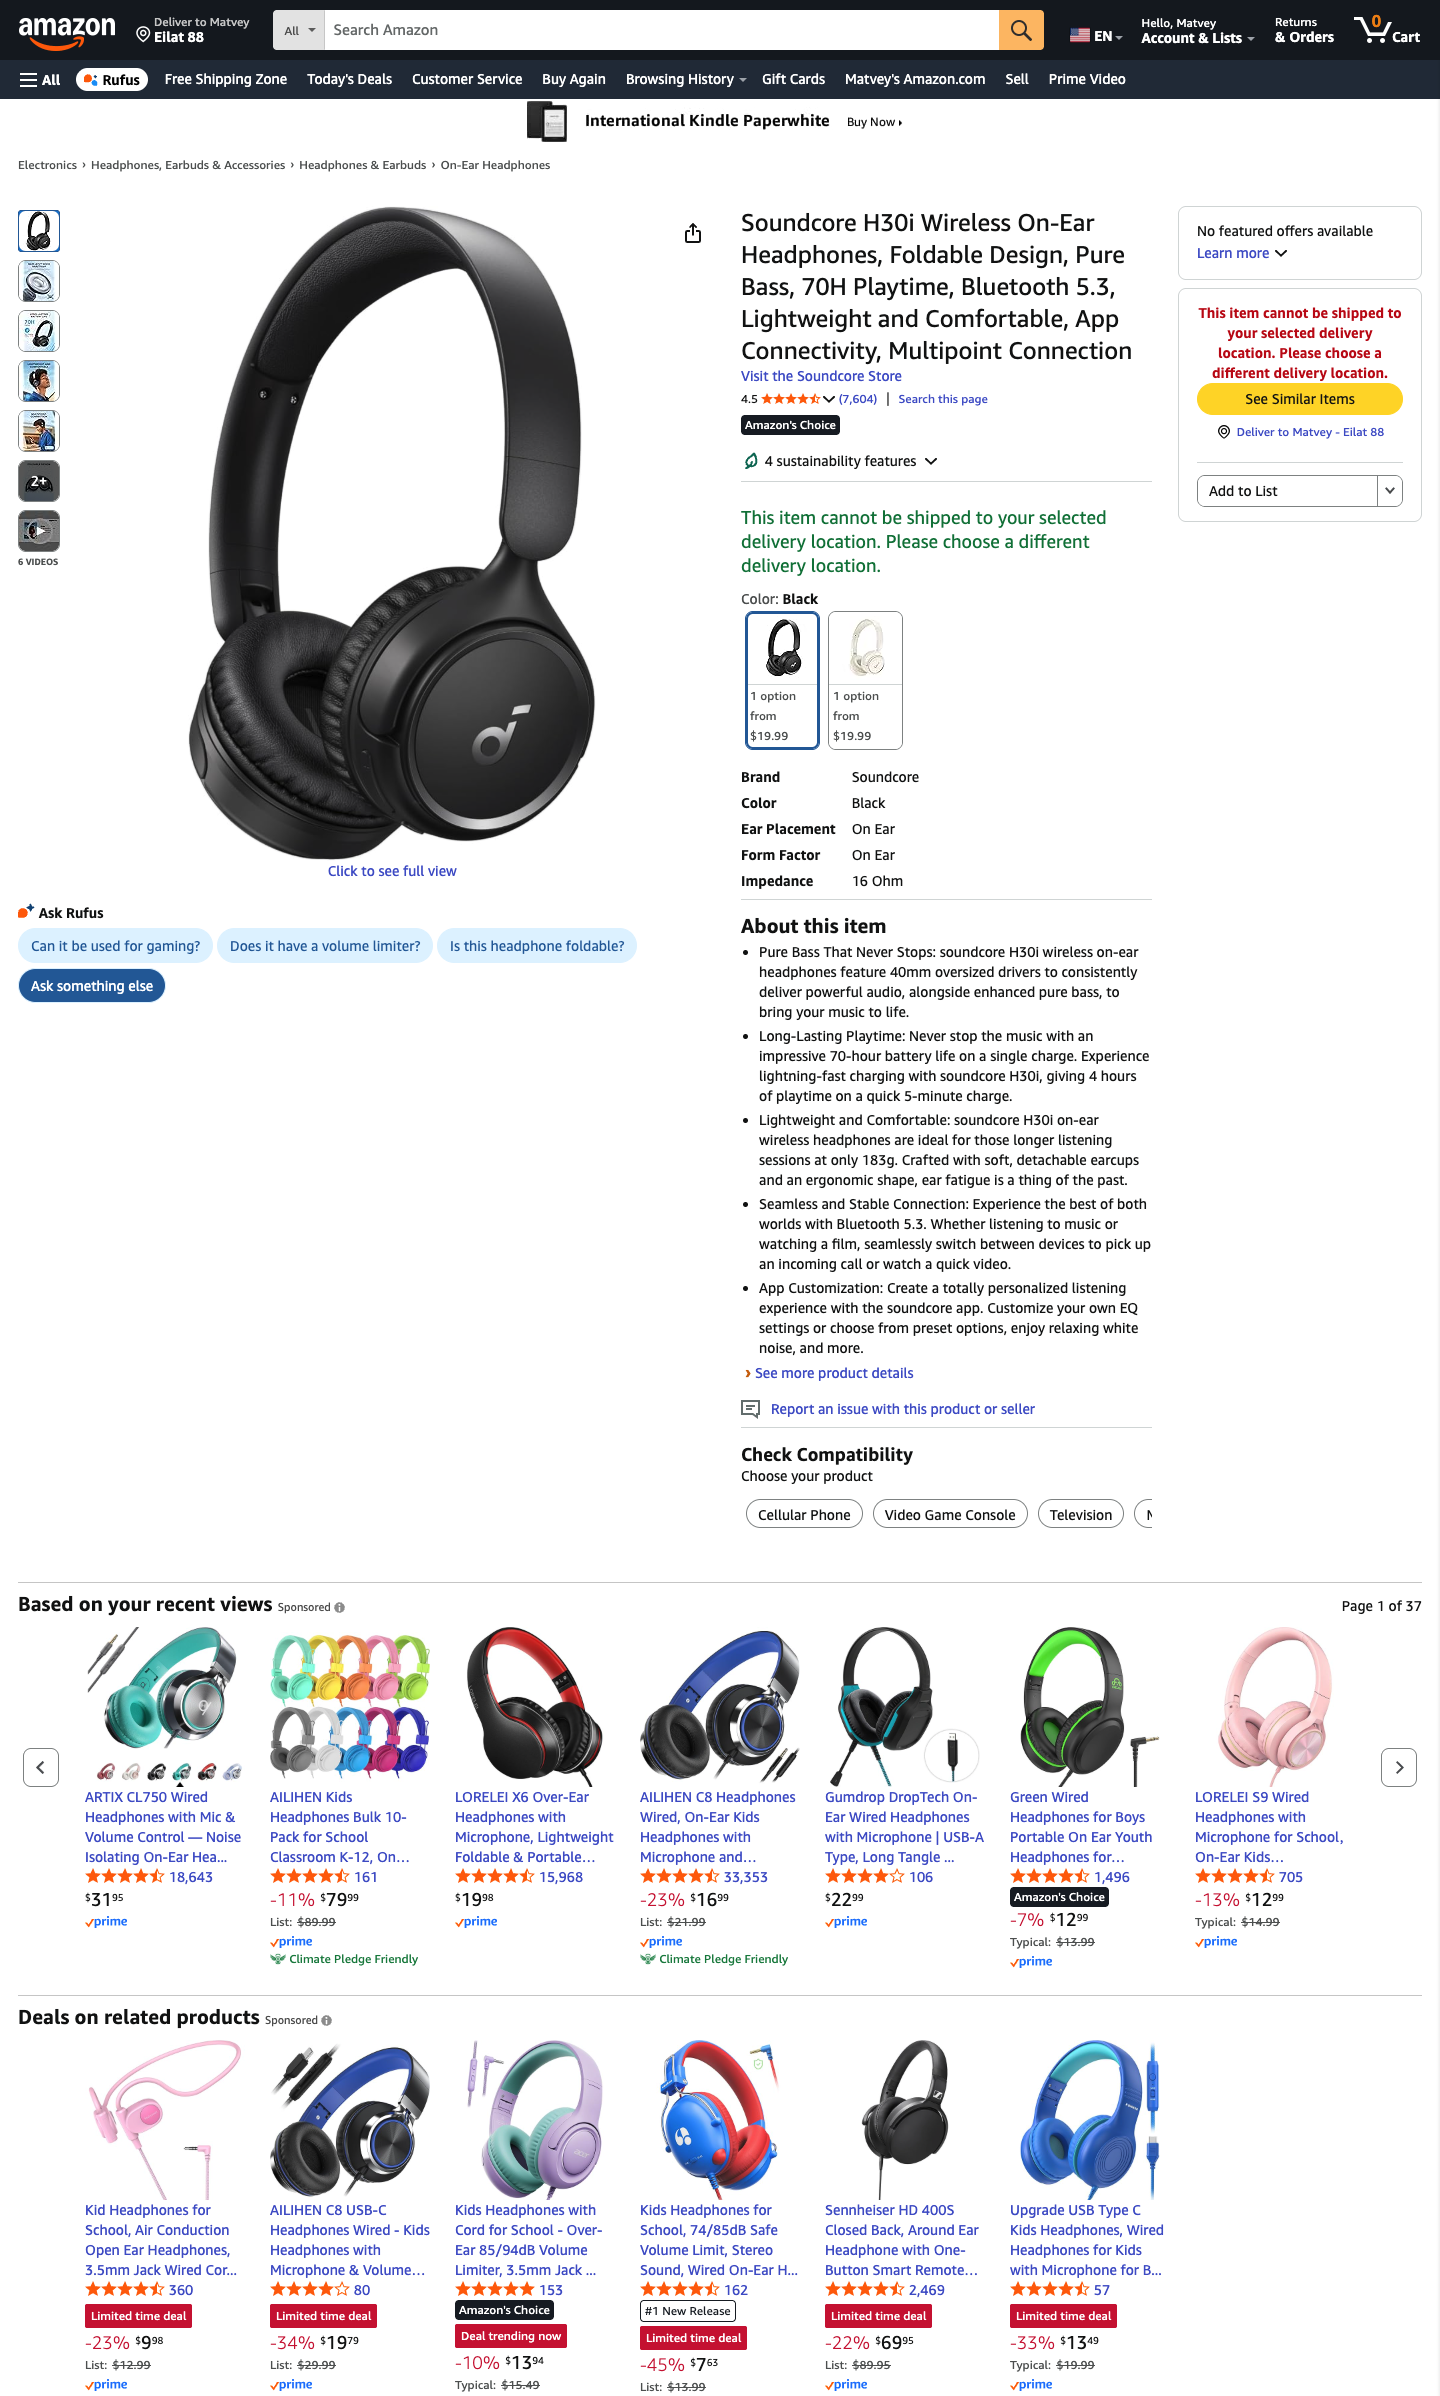 amazon
Deliver to Matvey
Eilat 88
All
Search Amazon
EN
Hello, Matvey
Account & Lists
Returns
& Orders
0
Cart
All
Rufus
Free Shipping Zone
Today's Deals
Customer Service
Buy Again
Browsing History
Gift Cards
Matvey's Amazon.com
Sell
Prime Video
International Kindle Paperwhite
Buy Now
Electronics › Headphones, Earbuds & Accessories › Headphones & Earbuds › On-Ear Headphones
2+
6 VIDEOS
Click to see full view
Ask Rufus
Can it be used for gaming?
Does it have a volume limiter?
Is this headphone foldable?
Ask something else
Soundcore H30i Wireless On-Ear
Headphones, Foldable Design, Pure
Bass, 70H Playtime, Bluetooth 5.3,
Lightweight and Comfortable, App
Connectivity, Multipoint Connection
Visit the Soundcore Store
4.5 (7,604) | Search this page
Amazon's Choice
4 sustainability features
This item cannot be shipped to your selected
delivery location. Please choose a different
delivery location.
Color: Black
1 option
from
$19.99
1 option
from
$19.99
Brand Soundcore
Color Black
Ear Placement On Ear
Form Factor On Ear
Impedance 16 Ohm
About this item
• Pure Bass That Never Stops: soundcore H30i wireless on-ear
headphones feature 40mm oversized drivers to consistently
deliver powerful audio, alongside enhanced pure bass, to
bring your music to life.
• Long-Lasting Playtime: Never stop the music with an
impressive 70-hour battery life on a single charge. Experience
lightning-fast charging with soundcore H30i, giving 4 hours
of playtime on a quick 5-minute charge.
• Lightweight and Comfortable: soundcore H30i on-ear
wireless headphones are ideal for those longer listening
sessions at only 183g. Crafted with soft, detachable earcups
and an ergonomic shape, ear fatigue is a thing of the past.
• Seamless and Stable Connection: Experience the best of both
worlds with Bluetooth 5.3. Whether listening to music or
watching a film, seamlessly switch between devices to pick up
an incoming call or watch a quick video.
• App Customization: Create a totally personalized listening
experience with the soundcore app. Customize your own EQ
settings or choose from preset options, enjoy relaxing white
noise, and more.
› See more product details
Report an issue with this product or seller
Check Compatibility
Choose your product
Cellular Phone
Video Game Console
Television
No featured offers available
Learn more
This item cannot be shipped to
your selected delivery
location. Please choose a
different delivery location.
See Similar Items
Deliver to Matvey - Eilat 88
Add to List
Based on your recent views Sponsored
Page 1 of 37
ARTIX CL750 Wired
Headphones with Mic &
Volume Control — Noise
Isolating On-Ear Hea...
18,643
$31 95
prime
AILIHEN Kids
Headphones Bulk 10-
Pack for School
Classroom K-12, On...
161
-11% $79 99
List: $89.99
prime
Climate Pledge Friendly
LORELEI X6 Over-Ear
Headphones with
Microphone, Lightweight
Foldable & Portable...
15,968
$19 98
prime
AILIHEN C8 Headphones
Wired, On-Ear Kids
Headphones with
Microphone and...
33,353
-23% $16 99
List: $21.99
prime
Climate Pledge Friendly
Gumdrop DropTech On-
Ear Wired Headphones
with Microphone | USB-A
Type, Long Tangle ...
106
$22 99
prime
Green Wired
Headphones for Boys
Portable On Ear Youth
Headphones for...
1,496
Amazon's Choice
-7% $12 99
Typical: $13.99
prime
LORELEI S9 Wired
Headphones with
Microphone for School,
On-Ear Kids...
705
-13% $12 99
Typical: $14.99
prime
Deals on related products Sponsored
Kid Headphones for
School, Air Conduction
Open Ear Headphones,
3.5mm Jack Wired Cor...
360
Limited time deal
-23% $9 98
List: $12.99
prime
AILIHEN C8 USB-C
Headphones Wired - Kids
Headphones with
Microphone & Volume...
80
Limited time deal
-34% $19 79
List: $29.99
prime
Kids Headphones with
Cord for School - Over-
Ear 85/94dB Volume
Limiter, 3.5mm Jack ...
153
Amazon's Choice
Deal trending now
-10% $13 94
Typical: $15.49
Kids Headphones for
School, 74/85dB Safe
Volume Limit, Stereo
Sound, Wired On-Ear H...
162
#1 New Release
Limited time deal
-45% $7 63
List: $13.99
Sennheiser HD 400S
Closed Back, Around Ear
Headphone with One-
Button Smart Remote...
2,469
Limited time deal
-22% $69 95
List: $89.95
prime
Upgrade USB Type C
Kids Headphones, Wired
Headphones for Kids
with Microphone for B...
57
Limited time deal
-33% $13 49
Typical: $19.99
prime